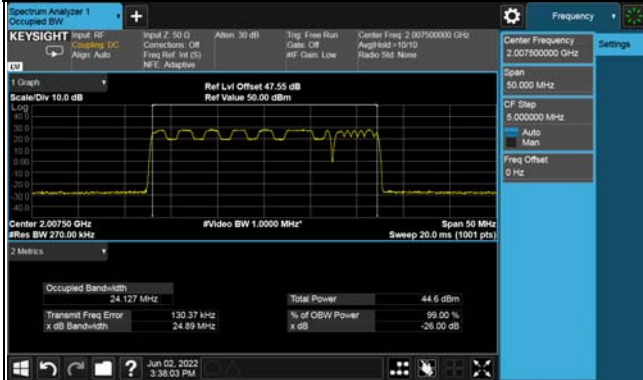 Spectrum Analyzer 1
Occupied BW
+
Frequency
KEYSIGHT
Input: RF
Coupling: DC
Align: Auto
Input Z: 50 Ω
Corrections: Off
Freq Ref: Int (S)
NFE: Adaptive
Atten: 30 dB
Trig: Free Run
Gate: Off
#IF Gain: Low
Center Freq: 2.007500000 GHz
Avg|Hold:>10/10
Radio Std: None
Center Frequency
2.007500000 GHz
Settings
Span
50.000 MHz
CF Step
5.000000 MHz
Auto
Man
Freq Offset
0 Hz
1 Graph
Scale/Div 10.0 dB
Ref Lvl Offset 47.55 dB
Ref Value 50.00 dBm
Log
40.0
30.0
20.0
10.0
0.00
-10.0
-20.0
-30.0
-40.0
Center 2.00750 GHz
#Res BW 270.00 kHz
#Video BW 1.0000 MHz*
Span 50 MHz
Sweep 20.0 ms (1001 pts)
2 Metrics
Occupied Bandwidth
24.127 MHz
Total Power 44.6 dBm
Transmit Freq Error 130.37 kHz
% of OBW Power 99.00 %
x dB Bandwidth 24.89 MHz
x dB -26.00 dB
?
Jun 02, 2022
3:38:03 PM